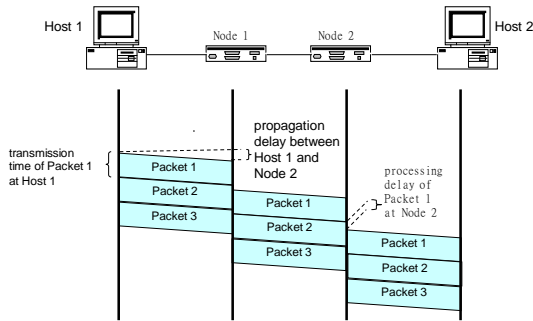 Host 1
Node 1
Node 2
Host 2
propagation
delay between
Host 1 and
Node 2
transmission
time of Packet 1
at Host 1
processing
delay of
Packet 1
at Node 2
Packet 1
Packet 2
Packet 3
Packet 1
Packet 2
Packet 3
Packet 1
Packet 2
Packet 3